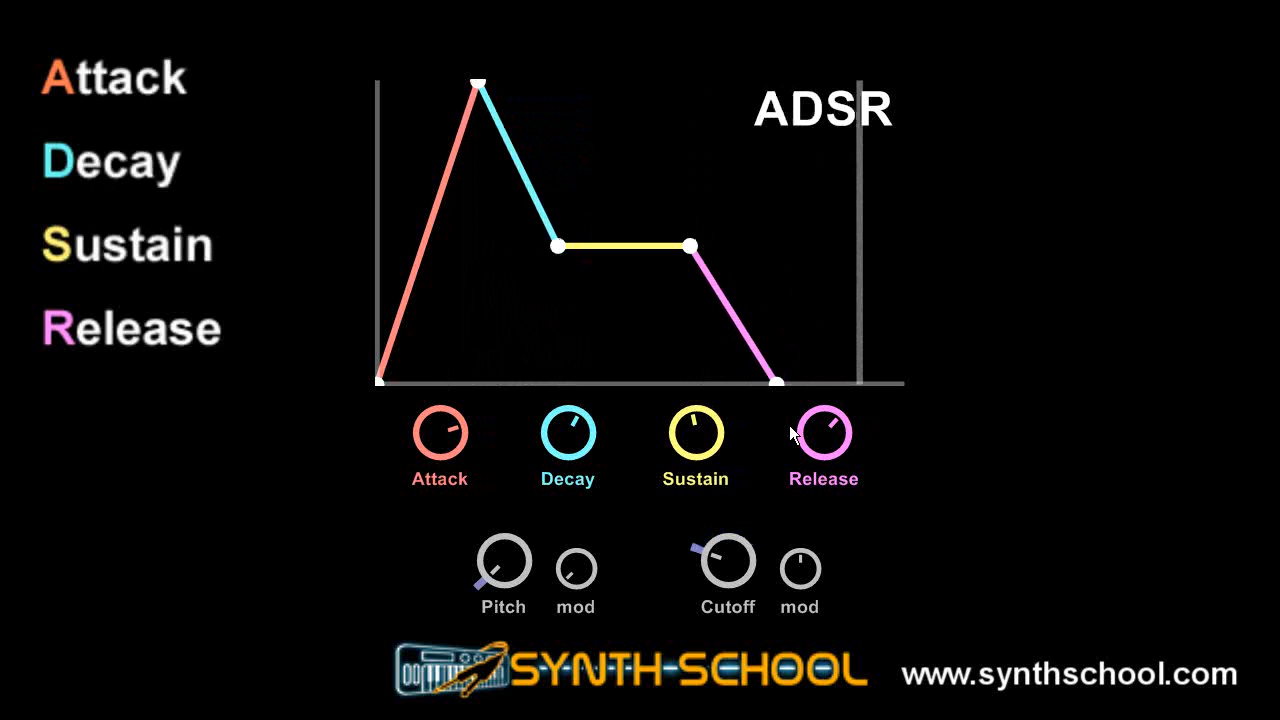 Attack
Decay
Sustain
Release
ADSR
Attack Decay Sustain Release
Pitch mod Cutoff mod
SYNTH-SCHOOL
www.synthschool.com